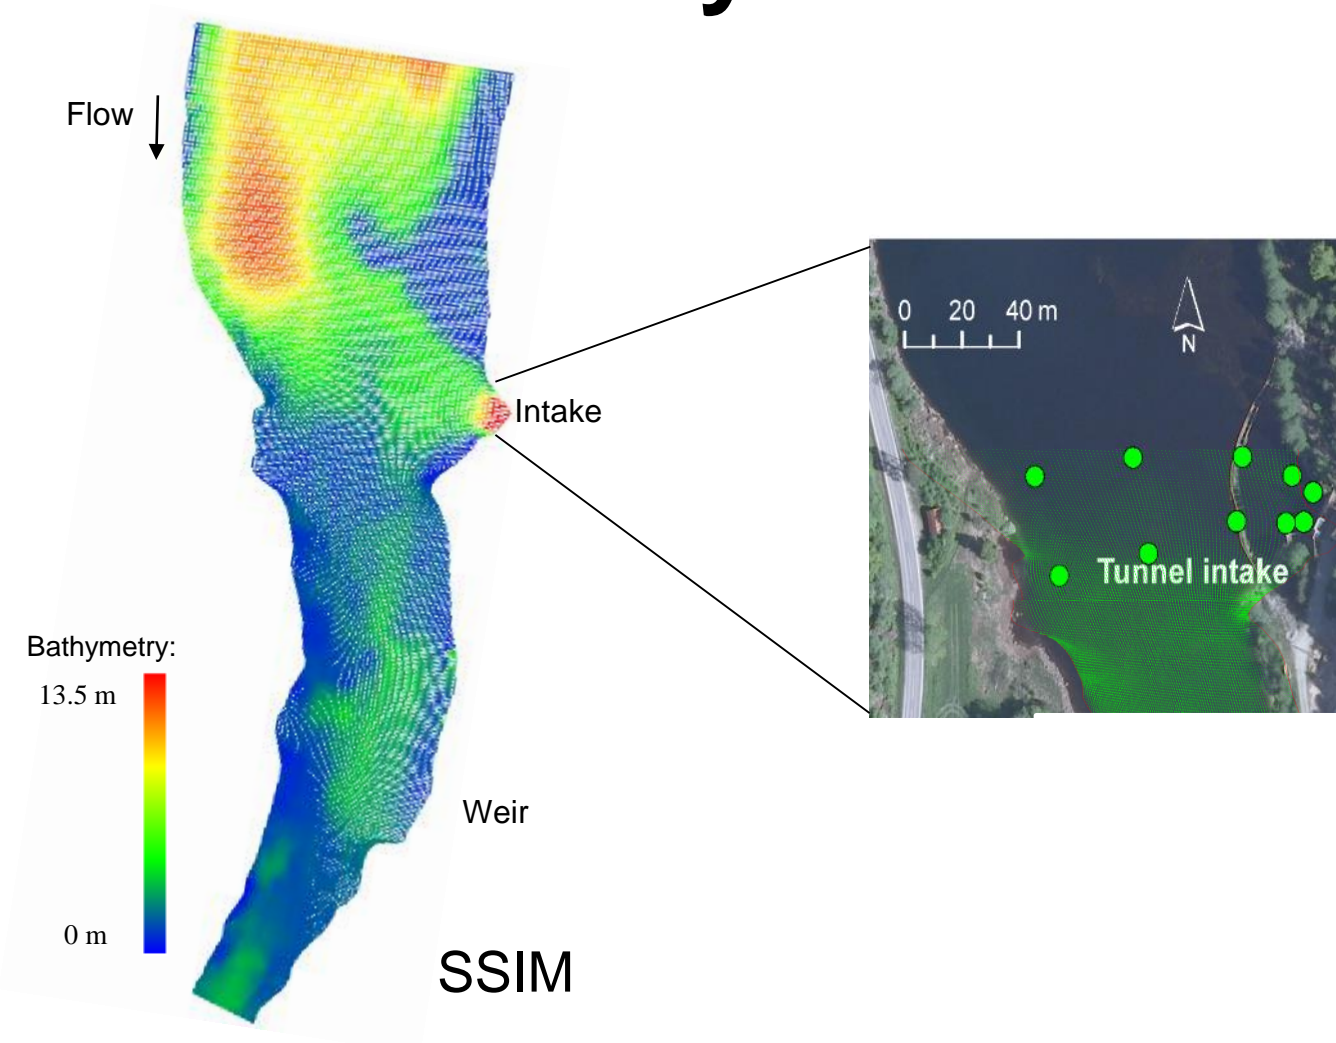 Flow
0 20 40 m
N
Intake
Tunnel intake
Bathymetry:
13.5 m
Weir
0 m
SSIM